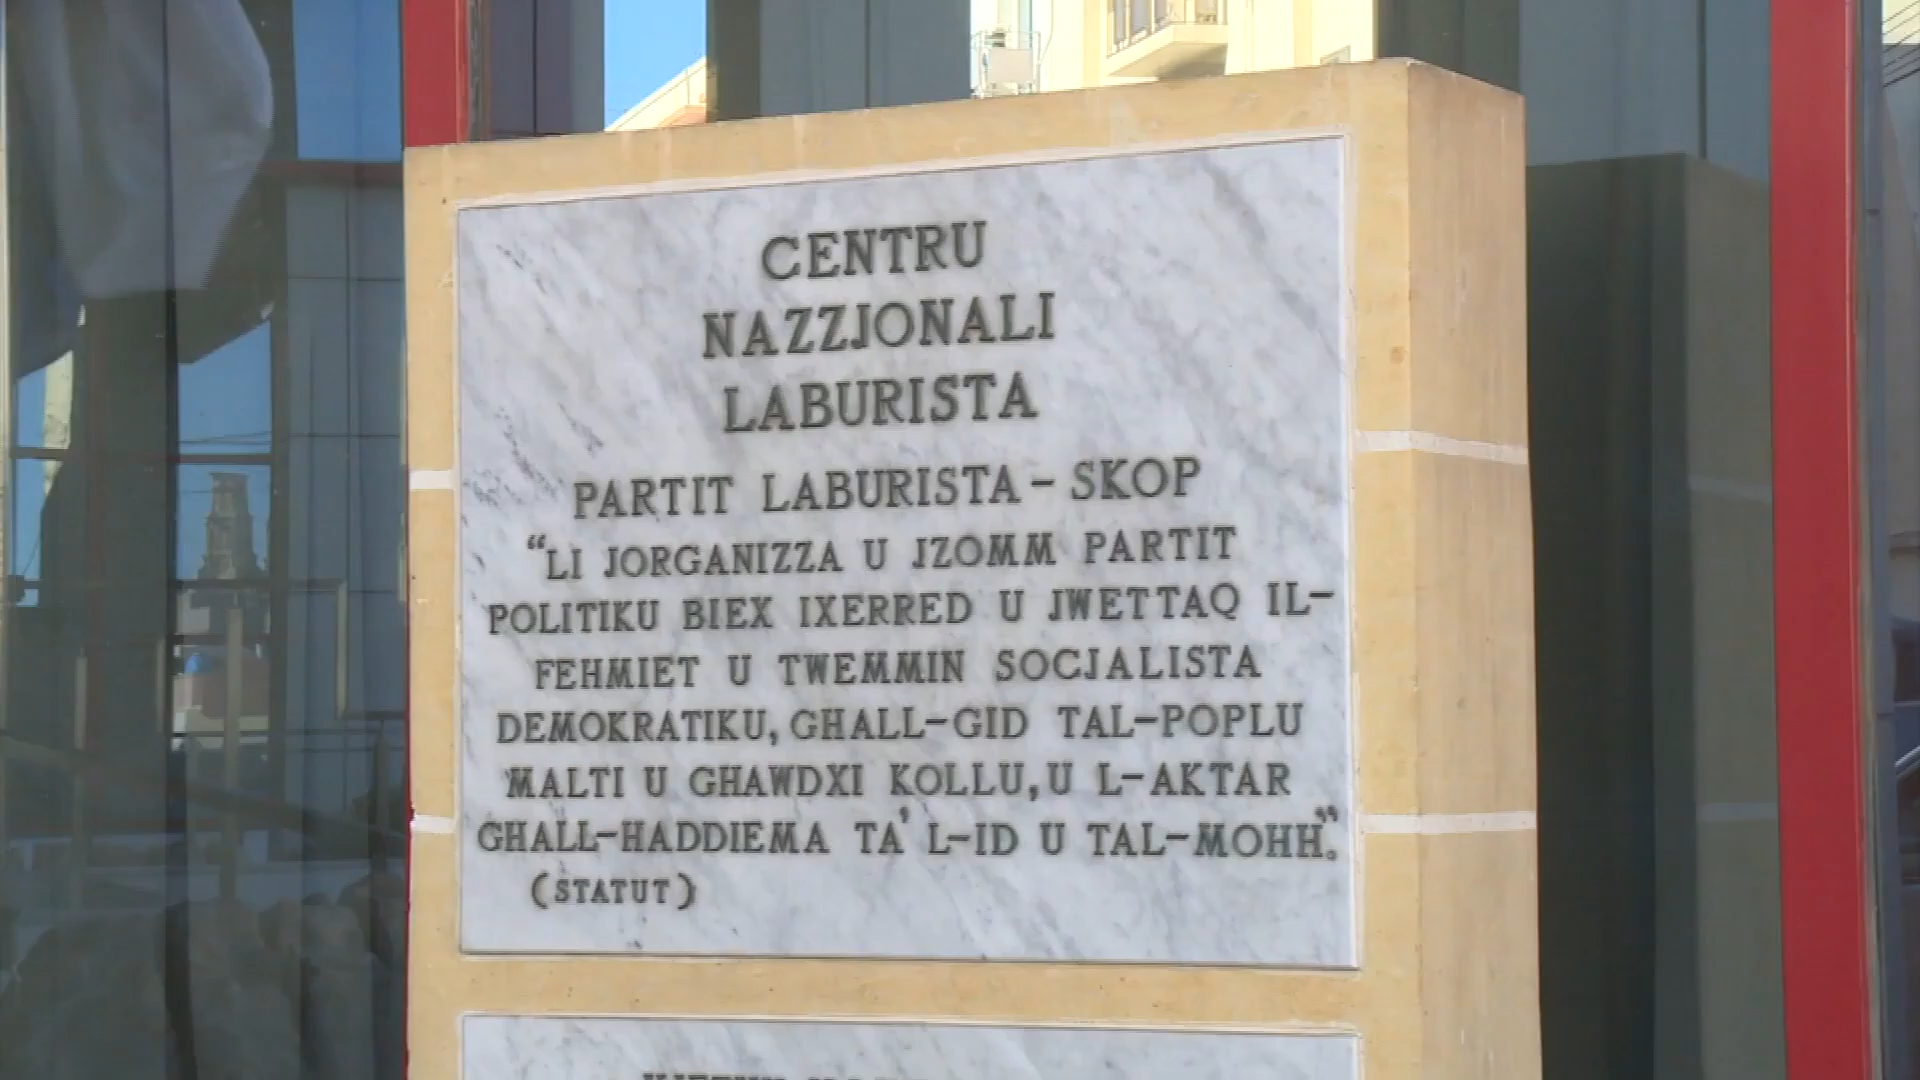 CENTRU
NAZZJONALI
LABURISTA
PARTIT LABURISTA - SKOP
“LI JORGANIZZA U JZOMM PARTIT
POLITIKU BIEX IXERRED U JWETTAQ IL-
FEHMIET U TWEMMIN SOCJALISTA
DEMOKRATIKU, GHALL-GID TAL-POPLU
MALTI U GHAWDXI KOLLU, U L-AKTAR
GHALL-HADDIEMA TA' L-ID U TAL-MOHH.”
(STATUT)